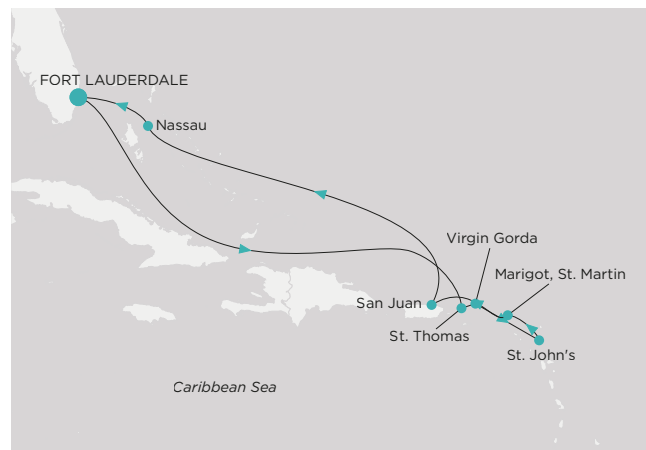 FORT LAUDERDALE
Nassau
Virgin Gorda
Marigot, St. Martin
San Juan
St. Thomas
St. John's
Caribbean Sea